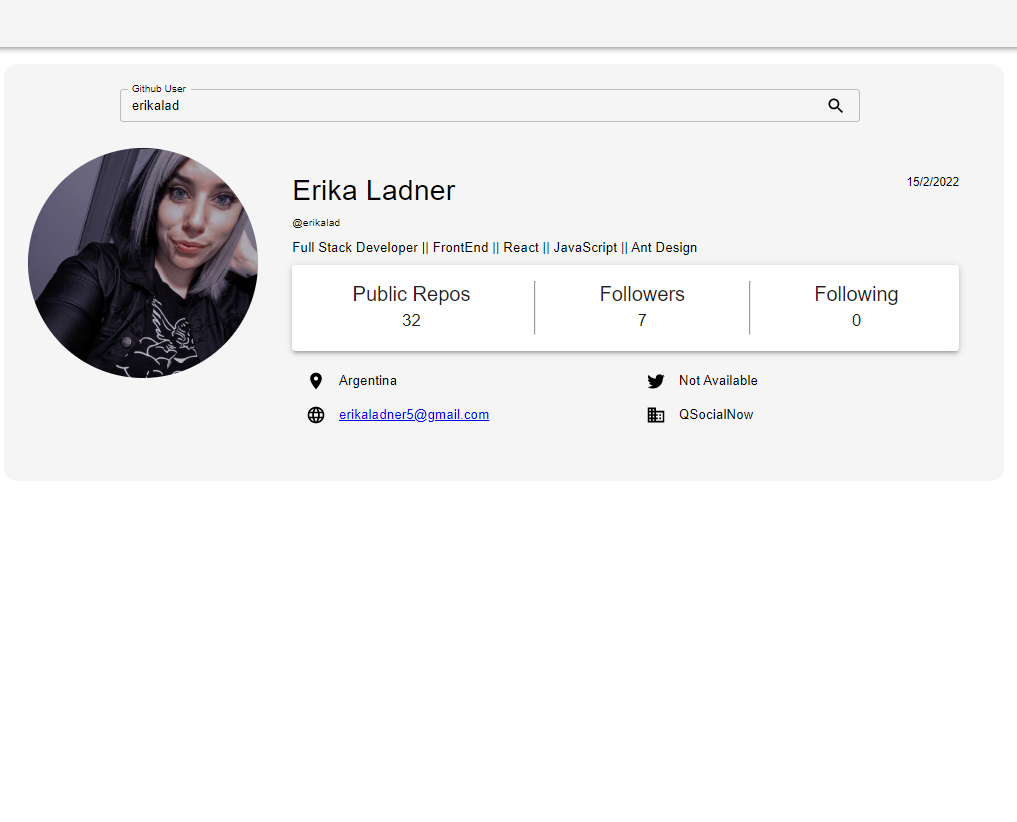 Github User
erikalad
Erika Ladner
15/2/2022
@erikalad
Full Stack Developer || FrontEnd || React || JavaScript || Ant Design
Public Repos
Followers
Following
32
7
0
Argentina
Not Available
erikaladner5@gmail.com
QSocialNow